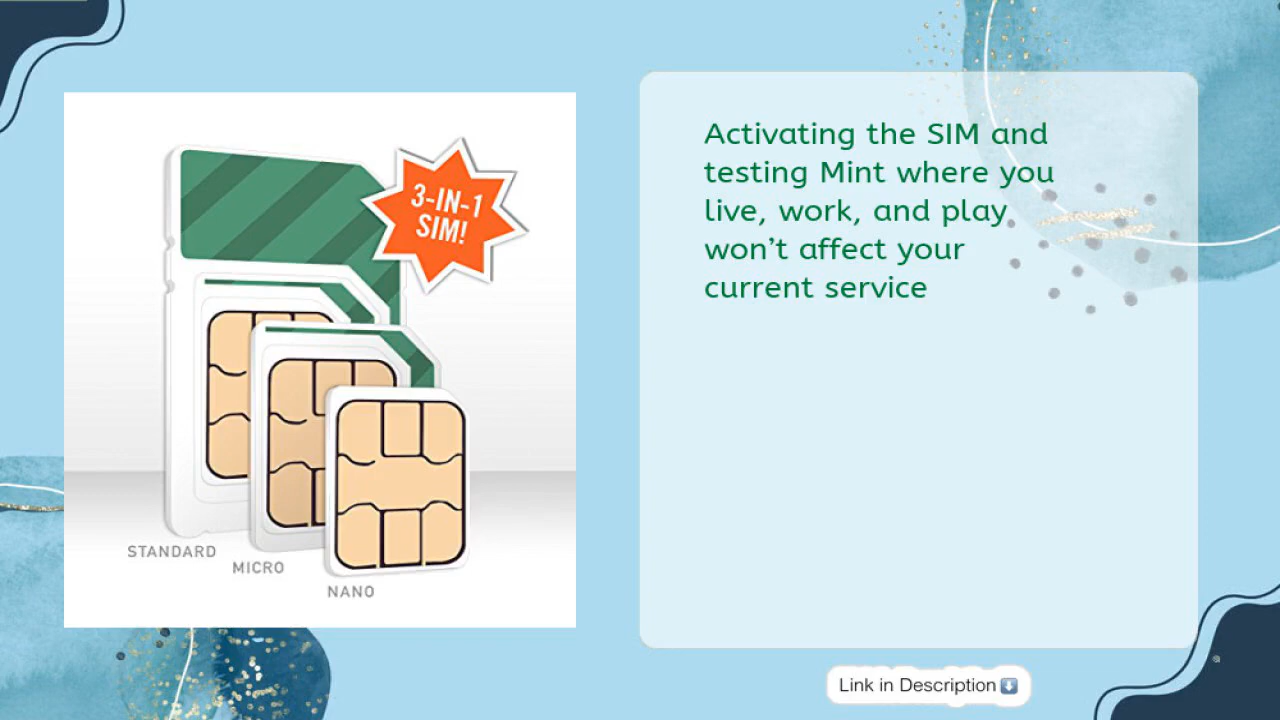 3-IN-1
SIM!
STANDARD
MICRO
NANO
Activating the SIM and
testing Mint where you
live, work, and play
won’t affect your
current service
Link in Description⬇️